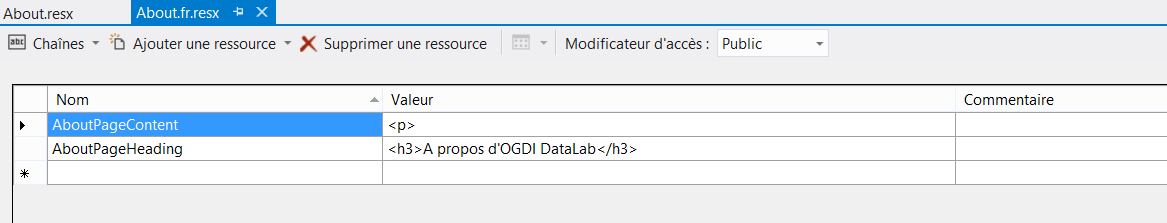 About.resx About.fr.resx
Chaînes Ajouter une ressource Supprimer une ressource Modificateur d'accès : Public
Nom Valeur Commentaire
AboutPageContent <p>
AboutPageHeading <h3>A propos d'OGDI DataLab</h3>